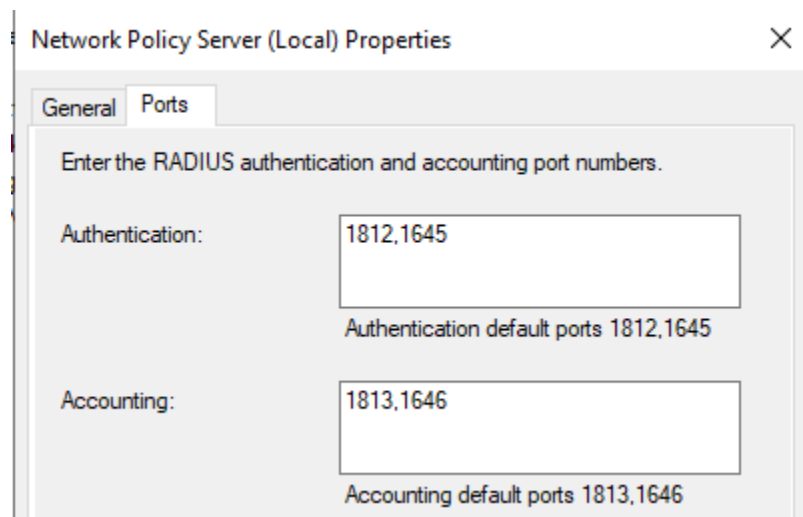 Network Policy Server (Local) Properties
General Ports
Enter the RADIUS authentication and accounting port numbers.
Authentication: 1812,1645
Authentication default ports 1812,1645
Accounting: 1813,1646
Accounting default ports 1813,1646